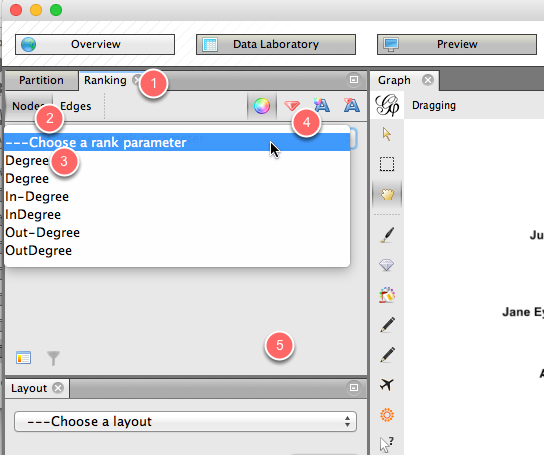 Overview Data Laboratory Preview
Partition Ranking 1 Graph
Nodes Edges Dragging
2 4
---Choose a rank parameter
Degree 3
Degree
In-Degree
InDegree
Out-Degree
OutDegree
Ju
Jane Ey
5
Layout
---Choose a layout